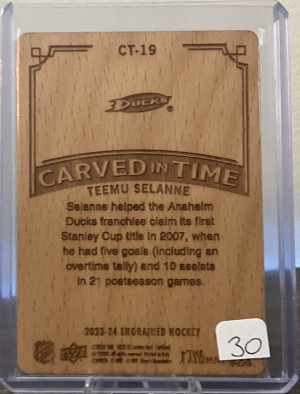 CT-19
DUCKS ®
CARVED IN TIME
TEEMU SELANNE
Selanne helped the Anaheim
Ducks franchise claim its first
Stanley Cup title in 2007, when
he had five goals (including an
overtime tally) and 10 assists
in 21 postseason games.
2023-24 ENGRAINED HOCKEY
30